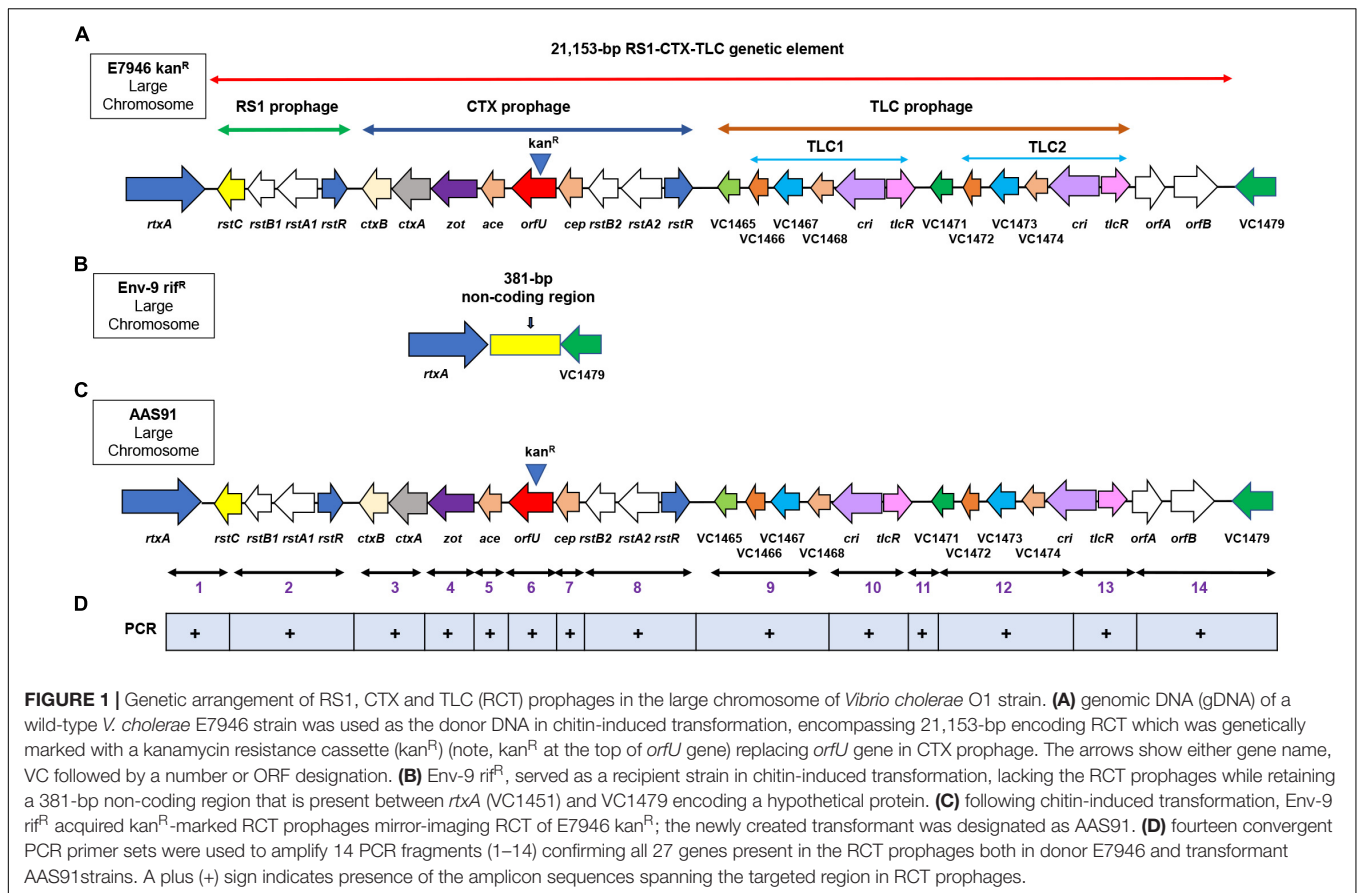 A
E7946 kanR
Large
Chromosome
21,153-bp RS1-CTX-TLC genetic element
RS1 prophage
CTX prophage
TLC prophage
kanR
TLC1
TLC2
rtxA rstC rstB1 rstA1 rstR ctxB ctxA zot ace orfU cep rstB2 rstA2 rstR VC1465 VC1467 cri tlcR VC1471 VC1473 cri tlcR orfA orfB VC1479
VC1466 VC1468 VC1472 VC1474
B
Env-9 rifR
Large
Chromosome
381-bp
non-coding region
rtxA VC1479
C
AAS91
Large
Chromosome
kanR
rtxA rstC rstB1 rstA1 rstR ctxB ctxA zot ace orfU cep rstB2 rstA2 rstR VC1465 VC1467 cri tlcR VC1471 VC1473 cri tlcR orfA orfB VC1479
VC1466 VC1468 VC1472 VC1474
1 2 3 4 5 6 7 8 9 10 11 12 13 14
D
PCR + + + + + + + + + + + + + +
FIGURE 1 | Genetic arrangement of RS1, CTX and TLC (RCT) prophages in the large chromosome of Vibrio cholerae O1 strain. (A) genomic DNA (gDNA) of a
wild-type V. cholerae E7946 strain was used as the donor DNA in chitin-induced transformation, encompassing 21,153-bp encoding RCT which was genetically
marked with a kanamycin resistance cassette (kanR) (note, kanR at the top of orfU gene) replacing orfU gene in CTX prophage. The arrows show either gene name,
VC followed by a number or ORF designation. (B) Env-9 rifR, served as a recipient strain in chitin-induced transformation, lacking the RCT prophages while retaining
a 381-bp non-coding region that is present between rtxA (VC1451) and VC1479 encoding a hypothetical protein. (C) following chitin-induced transformation, Env-9
rifR acquired kanR-marked RCT prophages mirror-imaging RCT of E7946 kanR; the newly created transformant was designated as AAS91. (D) fourteen convergent
PCR primer sets were used to amplify 14 PCR fragments (1–14) confirming all 27 genes present in the RCT prophages both in donor E7946 and transformant
AAS91strains. A plus (+) sign indicates presence of the amplicon sequences spanning the targeted region in RCT prophages.